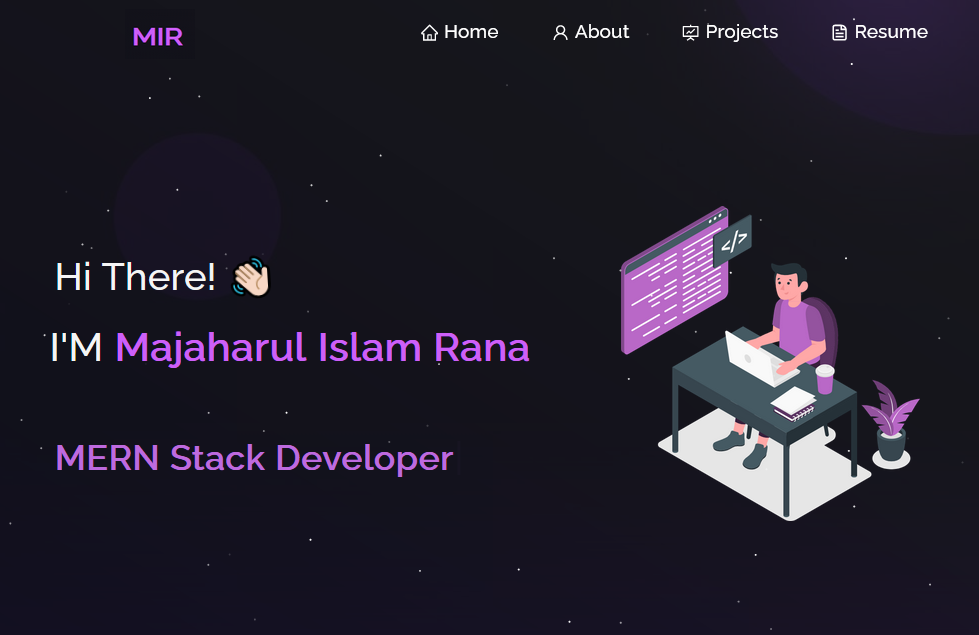 MIR
Home About Projects Resume
Hi There! 👋🏻
I'M Majaharul Islam Rana
MERN Stack Developer
</>